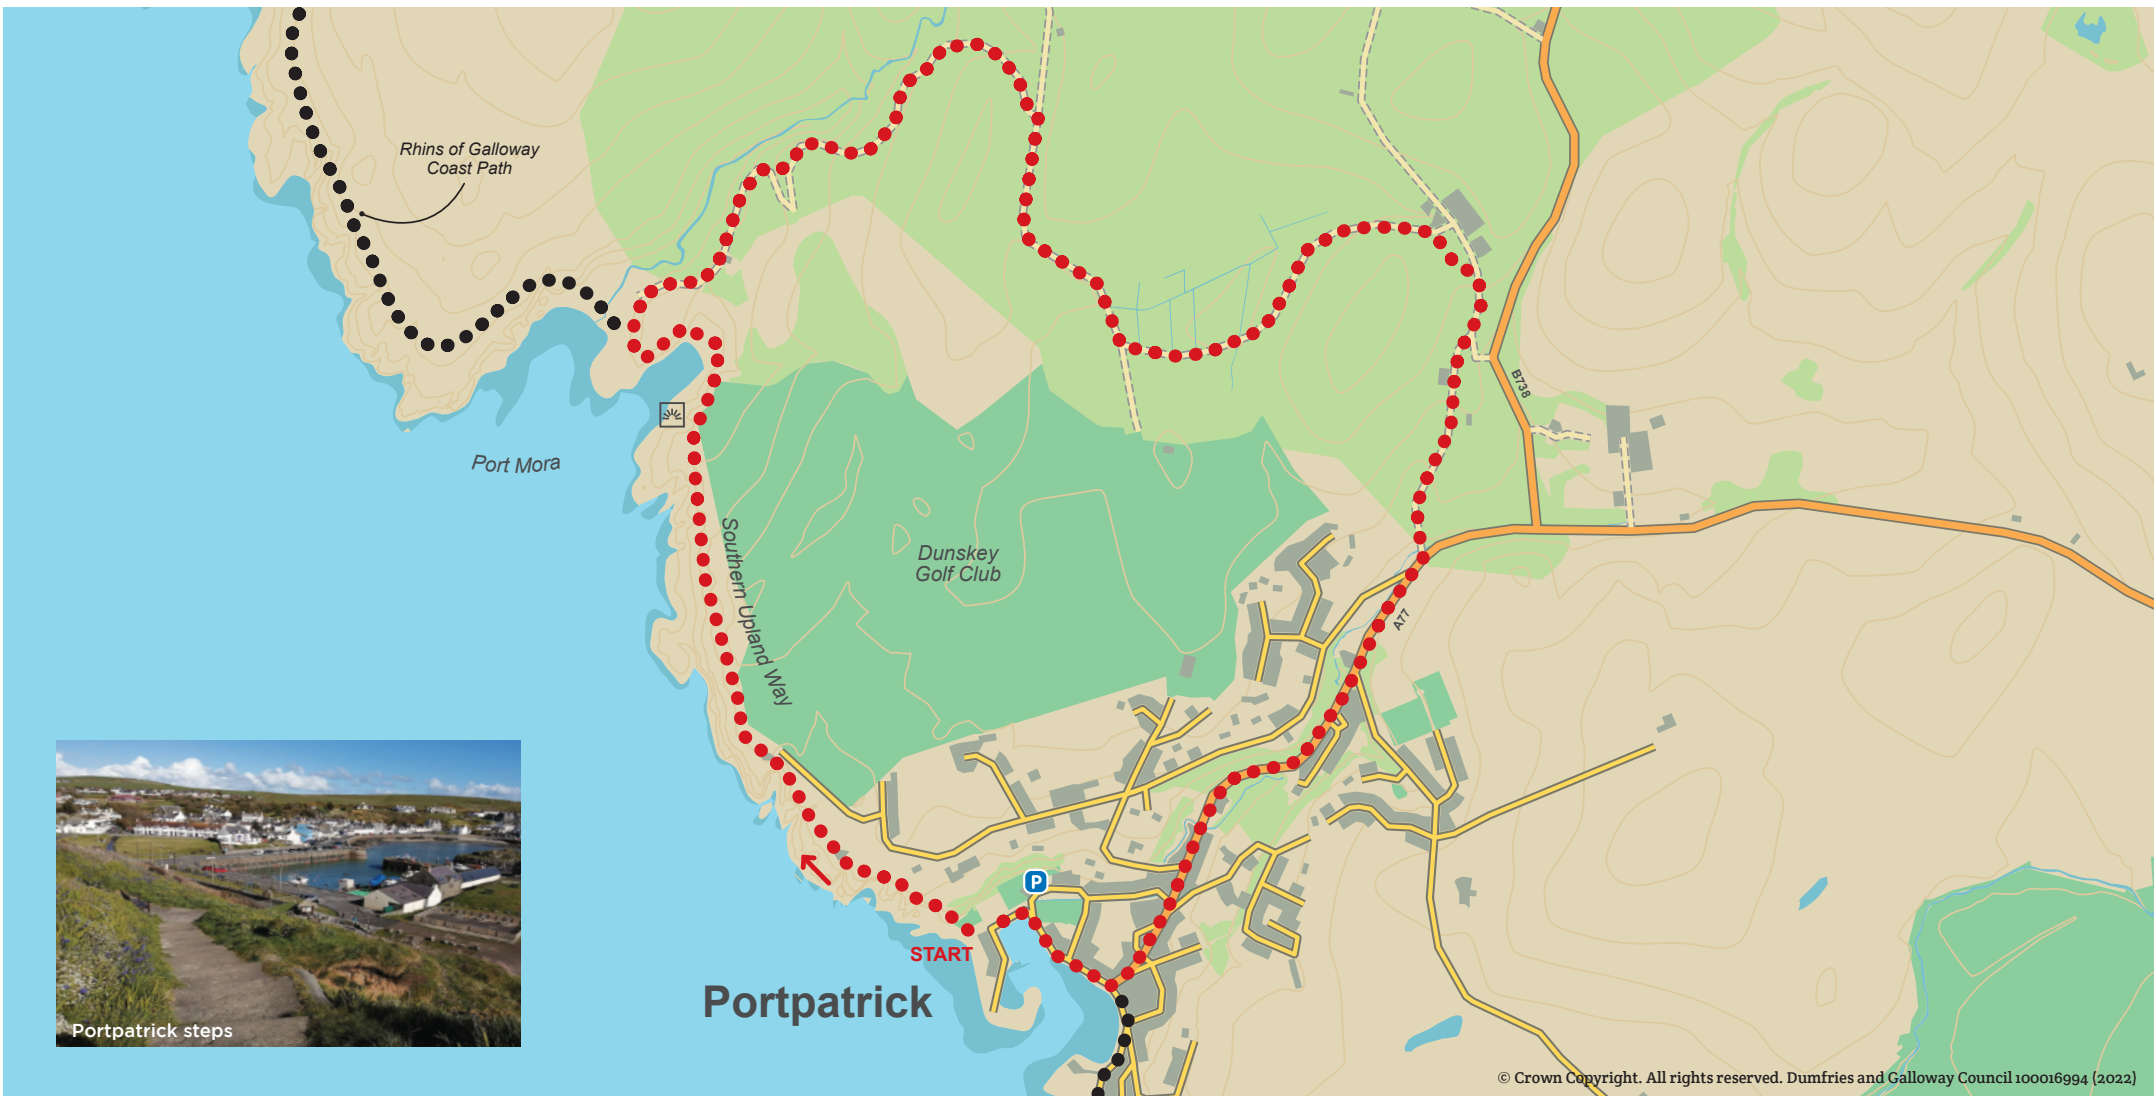 Rhins of Galloway
Coast Path
B738
Port Mora
Southern Upland Way
Dunskey
Golf Club
A77
P
START
Portpatrick
Portpatrick steps
© Crown Copyright. All rights reserved. Dumfries and Galloway Council 100016994 (2022)